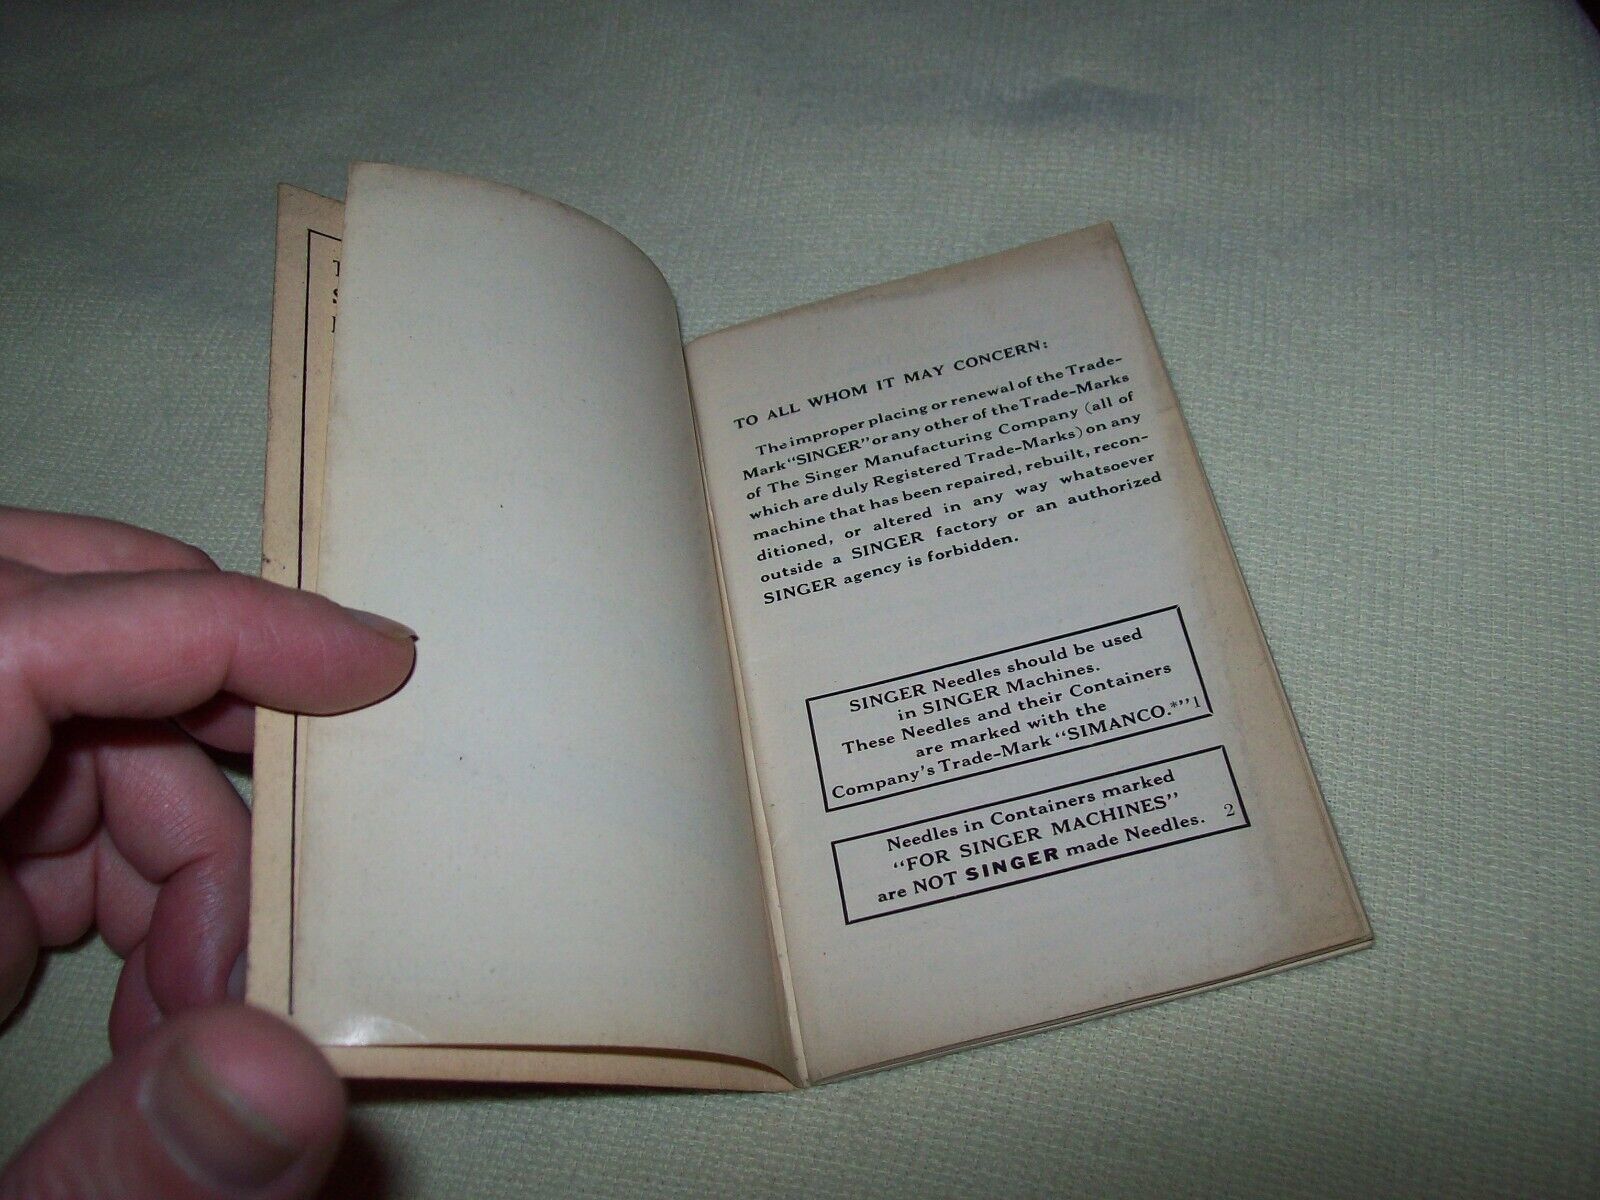 TO ALL WHOM IT MAY CONCERN:
The improper placing or renewal of the Trade-
Mark "SINGER" or any other of the Trade-Marks
of The Singer Manufacturing Company (all of
which are duly Registered Trade-Marks) on any
machine that has been repaired, rebuilt, recon-
ditioned, or altered in any way whatsoever
outside a SINGER factory or an authorized
SINGER agency is forbidden.
SINGER Needles should be used
in SINGER Machines.
These Needles and their Containers
are marked with the
Company's Trade-Mark "SIMANCO.*" 1
Needles in Containers marked
"FOR SINGER MACHINES"
are NOT SINGER made Needles. 2